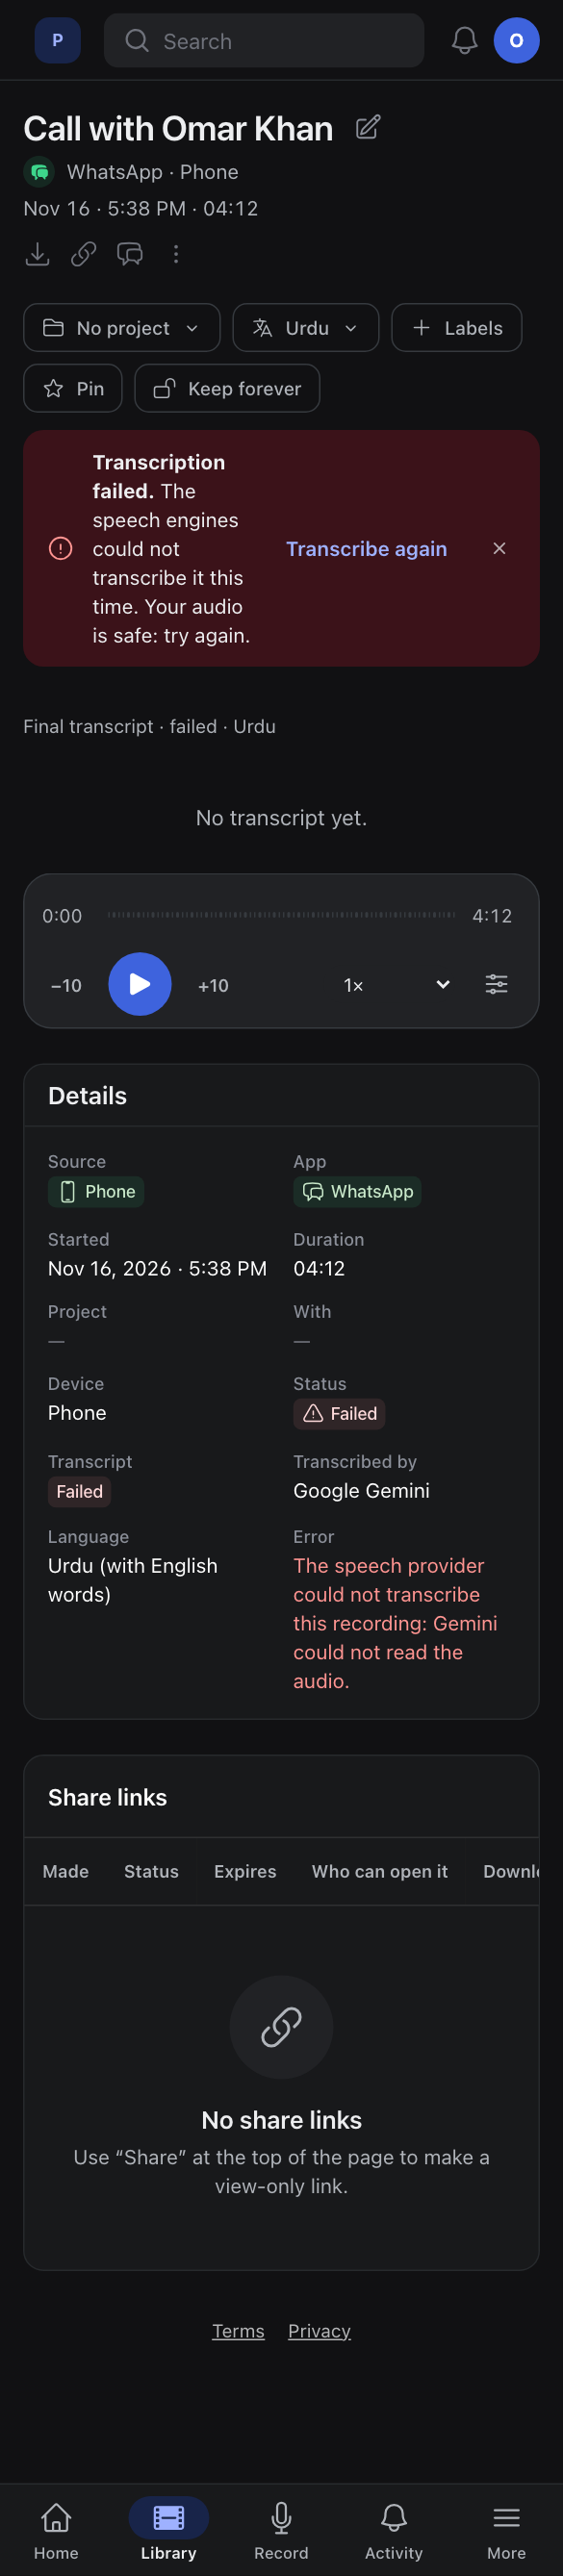 P
Search
O
Call with Omar Khan
WhatsApp · Phone
Nov 16 · 5:38 PM · 04:12
No project
Urdu
Labels
Pin
Keep forever
Transcription
failed. The
speech engines
could not
transcribe it this
time. Your audio
is safe: try again.
Transcribe again
Final transcript · failed · Urdu
No transcript yet.
0:00
4:12
−10
+10
1×
Details
Source
App
Phone
WhatsApp
Started
Duration
Nov 16, 2026 · 5:38 PM
04:12
Project
With
—
—
Device
Status
Phone
Failed
Transcript
Transcribed by
Failed
Google Gemini
Language
Error
Urdu (with English
words)
The speech provider
could not transcribe
this recording: Gemini
could not read the
audio.
Share links
Made Status Expires Who can open it Downl
No share links
Use “Share” at the top of the page to make a
view-only link.
Terms Privacy
Home Library Record Activity More